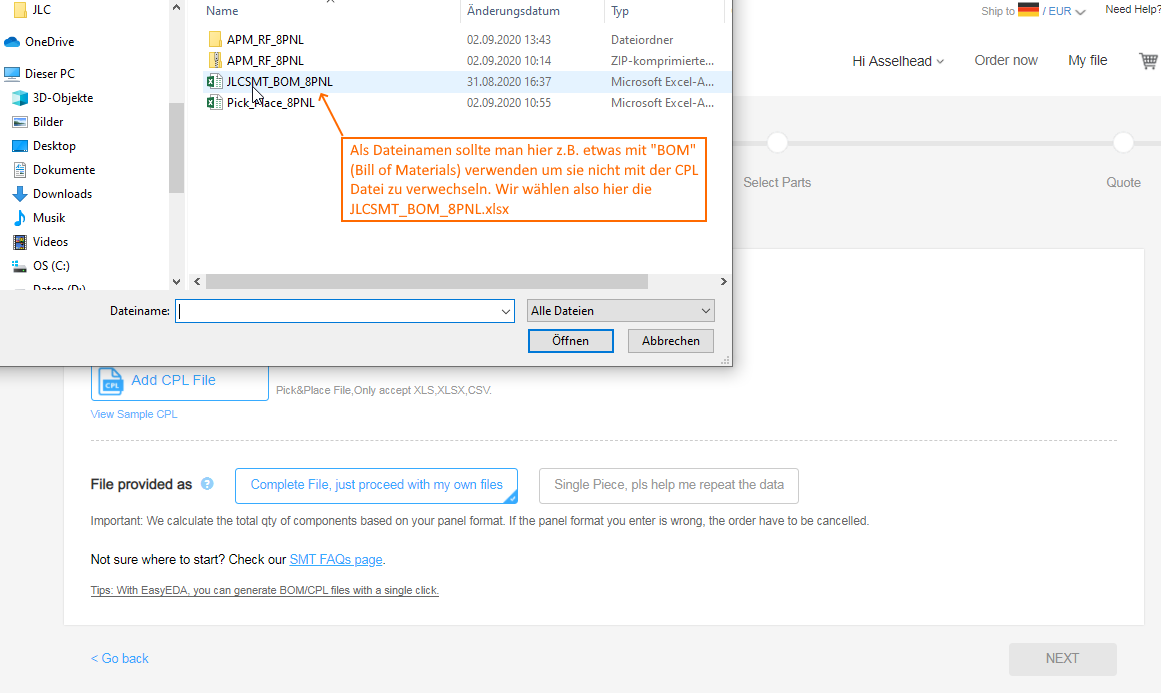 JLC
OneDrive
Dieser PC
3D-Objekte
Bilder
Desktop
Dokumente
Downloads
Musik
Videos
OS (C:)
Daten (D:)
Name Änderungsdatum Typ
APM_RF_8PNL 02.09.2020 13:43 Dateiordner
APM_RF_8PNL 02.09.2020 10:14 ZIP-komprimierte...
JLCSMT_BOM_8PNL 31.08.2020 16:37 Microsoft Excel-A...
Pick_Place_8PNL 02.09.2020 10:55 Microsoft Excel-A...
Als Dateinamen sollte man hier z.B. etwas mit "BOM"
(Bill of Materials) verwenden um sie nicht mit der CPL
Datei zu verwechseln. Wir wählen also hier die
JLCSMT_BOM_8PNL.xlsx
Dateiname:
Alle Dateien
Öffnen
Abbrechen
Ship to / EUR
Need Help?
Hi Asselhead
Order now
My file
Select Parts
Quote
CPL
Add CPL File
Pick&Place File,Only accept XLS,XLSX,CSV.
View Sample CPL
File provided as ?
Complete File, just proceed with my own files
Single Piece, pls help me repeat the data
Important: We calculate the total qty of components based on your panel format. If the panel format you enter is wrong, the order have to be cancelled.
Not sure where to start? Check our SMT FAQs page.
Tips: With EasyEDA, you can generate BOM/CPL files with a single click.
< Go back
NEXT